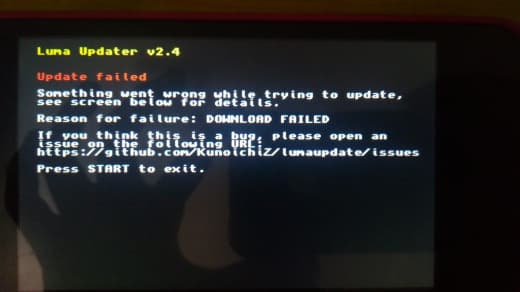 Luma Updater v2.4
Update failed
Something went wrong while trying to update,
see screen below for details.
Reason for failure: DOWNLOAD FAILED
If you think this is a bug, please open an
issue on the following URL:
https://github.com/KunoichiZ/lumaupdate/issues
Press START to exit.